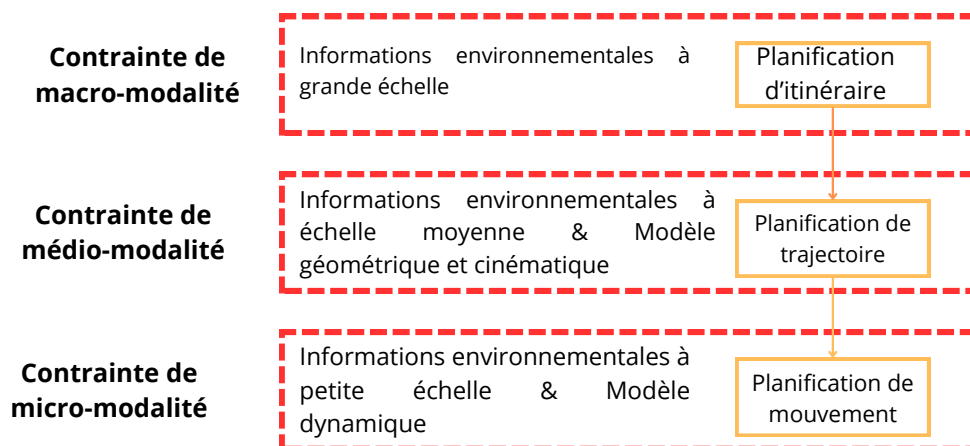 Contrainte de
macro-modalité
Informations environnementales à
grande échelle
Planification
d'itinéraire
Contrainte de
médio-modalité
Informations environnementales à
échelle moyenne & Modèle
géométrique et cinématique
Planification de
trajectoire
Contrainte de
micro-modalité
Informations environnementales à
petite échelle & Modèle
dynamique
Planification de
mouvement